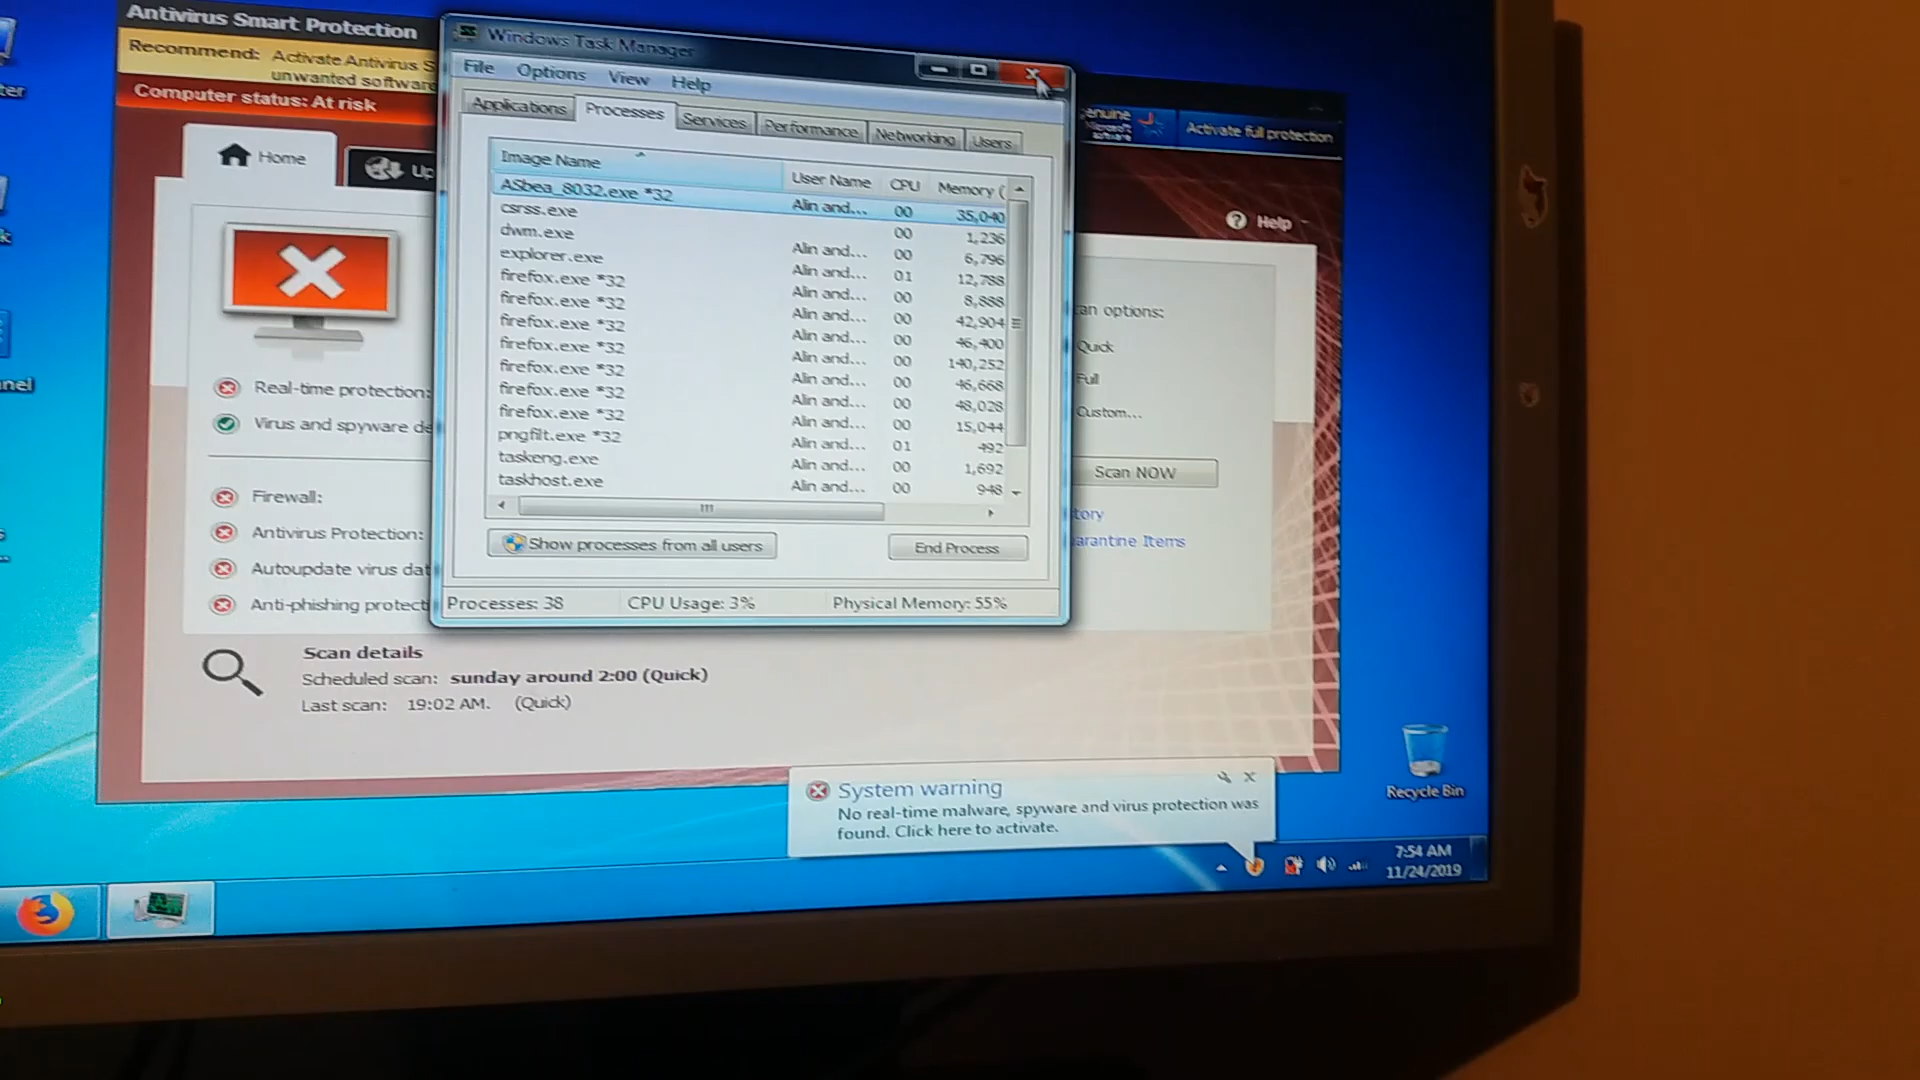 Antivirus Smart Protection
Recommend: Activate Antivirus S
unwanted software
Computer status: At risk
Home
Up
Real-time protection:
Virus and spyware de
Firewall:
Antivirus Protection:
Autoupdate virus dat
Anti-phishing protecti
Scan details
Scheduled scan: sunday around 2:00 (Quick)
Last scan: 19:02 AM. (Quick)
Windows Task Manager
File Options View Help
Applications Processes Services Performance Networking Users
Image Name User Name CPU Memory (
ASbea_8032.exe *32 Alin and... 00 35,040
csrss.exe 00 1,236
dwm.exe Alin and... 00 6,796
explorer.exe Alin and... 01 12,788
firefox.exe *32 Alin and... 00 8,888
firefox.exe *32 Alin and... 00 42,904
firefox.exe *32 Alin and... 00 46,400
firefox.exe *32 Alin and... 00 140,252
firefox.exe *32 Alin and... 00 46,668
firefox.exe *32 Alin and... 00 48,028
firefox.exe *32 Alin and... 00 15,044
pngfilt.exe *32 Alin and... 01 492
taskeng.exe Alin and... 00 1,692
taskhost.exe Alin and... 00 948
Show processes from all users
End Process
Processes: 38 CPU Usage: 3% Physical Memory: 55%
enuine
Microsoft
software
Activate full protection
Help
an options:
Quick
Full
Custom...
Scan NOW
tory
arantine Items
System warning
No real-time malware, spyware and virus protection was
found. Click here to activate.
Recycle Bin
7:54 AM
11/24/2019
ter
k
nel